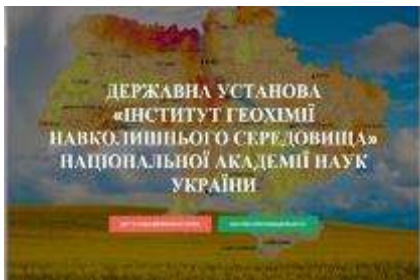 ДЕРЖАВНА УСТАНОВА
«ІНСТИТУТ ГЕОХІМІЇ
НАВКОЛИШНЬОГО СЕРЕДОВИЩА»
НАЦІОНАЛЬНОЇ АКАДЕМІЇ НАУК
УКРАЇНИ